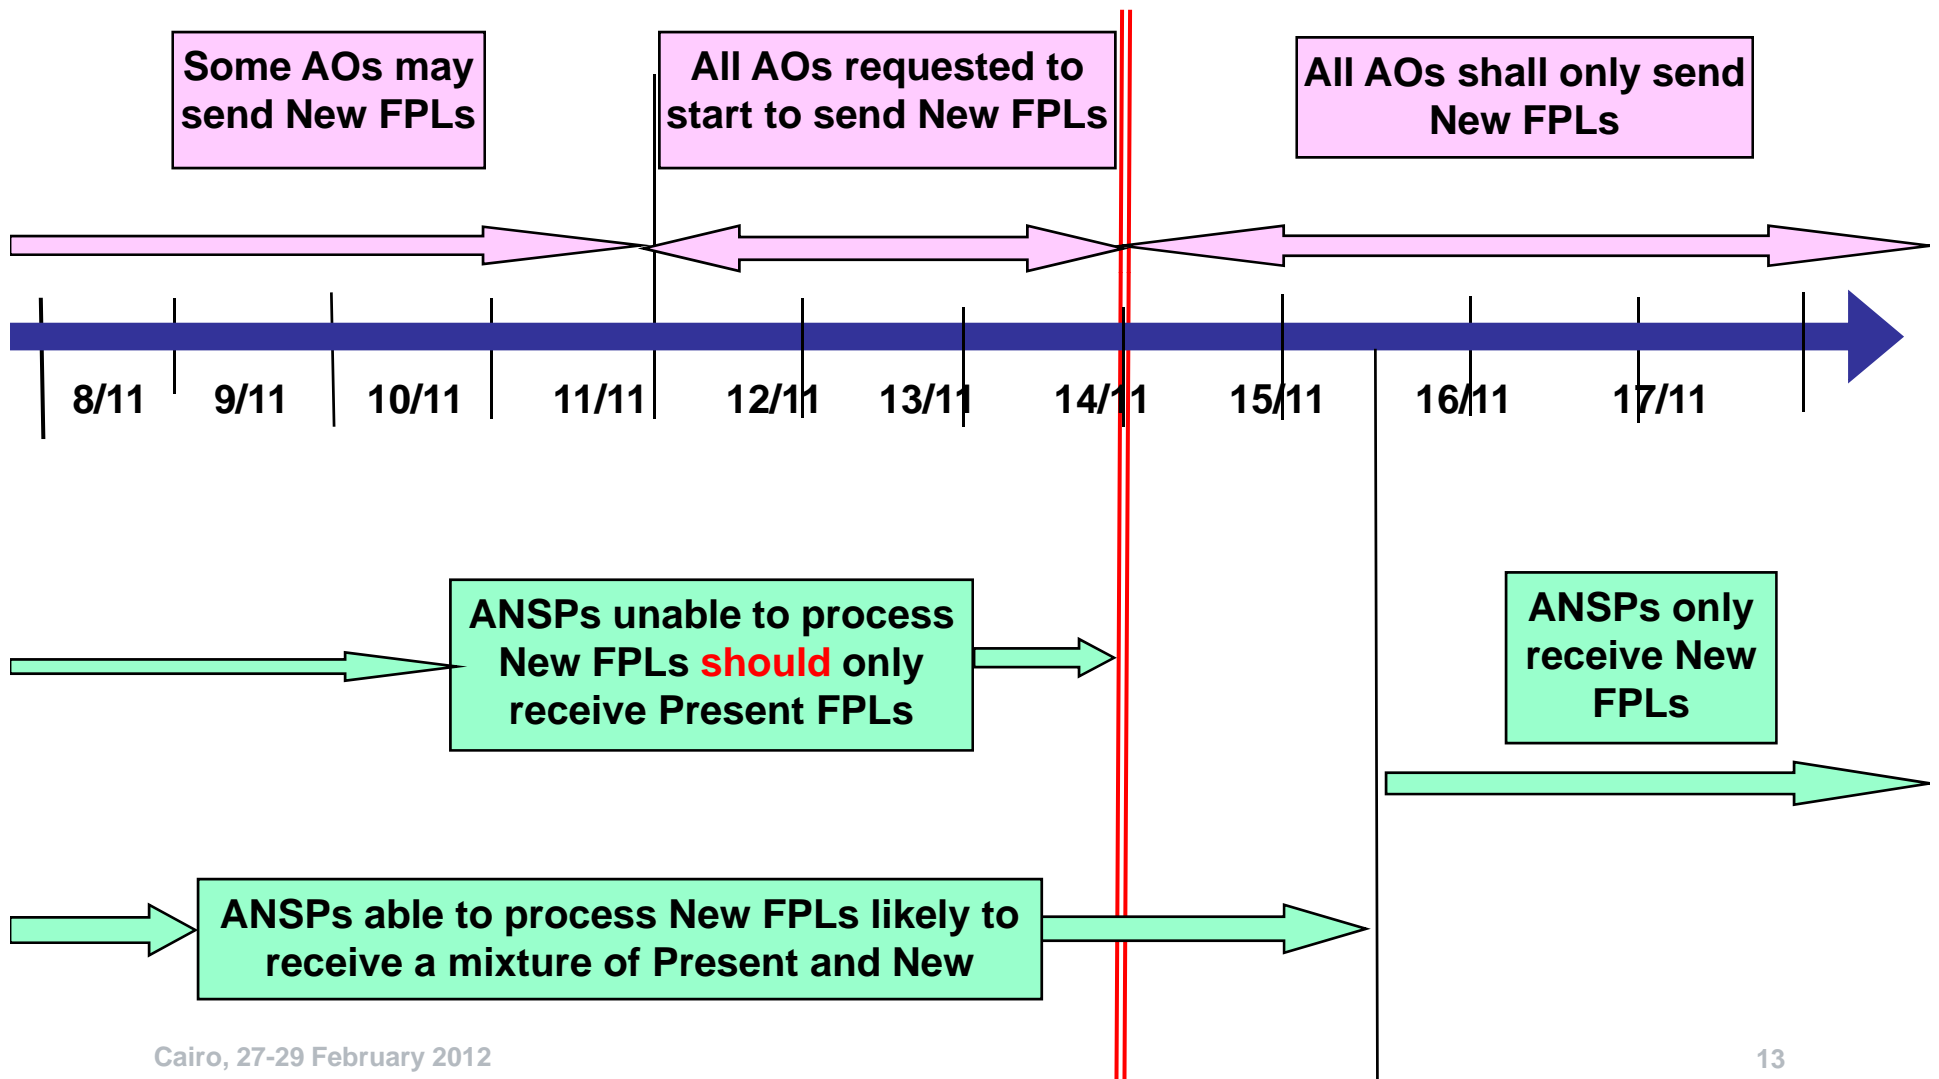 Some AOs may
send New FPLs
All AOs requested to
start to send New FPLs
All AOs shall only send
New FPLs
8/11 9/11 10/11 11/11 12/11 13/11 14/11 15/11 16/11 17/11
ANSPs unable to process
New FPLs should only
receive Present FPLs
ANSPs only
receive New
FPLs
ANSPs able to process New FPLs likely to
receive a mixture of Present and New
Cairo, 27-29 February 2012
13